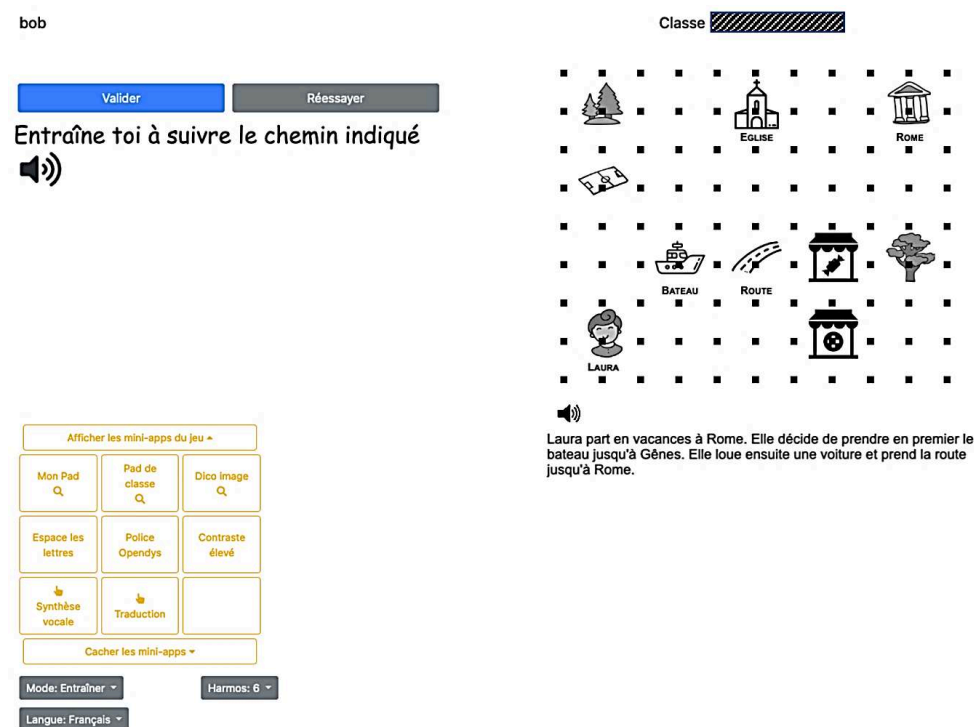 bob
Classe
Valider
Réessayer
Entraîne toi à suivre le chemin indiqué
EGLISE
ROME
BATEAU
ROUTE
LAURA
Laura part en vacances à Rome. Elle décide de prendre en premier le
bateau jusqu'à Gênes. Elle loue ensuite une voiture et prend la route
jusqu'à Rome.
Afficher les mini-apps du jeu
Mon Pad
Pad de
classe
Dico image
Espace les
lettres
Police
Opendys
Contraste
élevé
Synthèse
vocale
Traduction
Cacher les mini-apps
Mode: Entraîner
Harmos: 6
Langue: Français